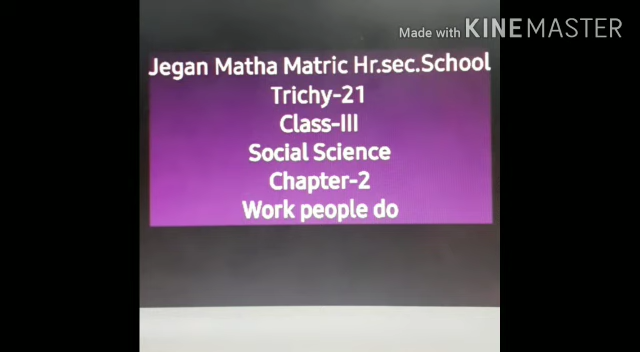 Made with KINEMASTER
Jegan Matha Matric Hr.sec.School
Trichy-21
Class-III
Social Science
Chapter-2
Work people do